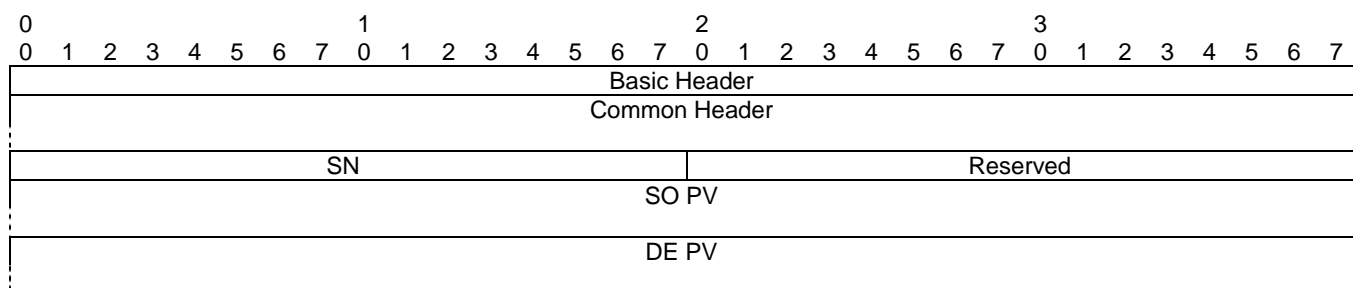 0 1 2 3
0 1 2 3 4 5 6 7 0 1 2 3 4 5 6 7 0 1 2 3 4 5 6 7 0 1 2 3 4 5 6 7
Basic Header
Common Header
SN Reserved
SO PV
DE PV